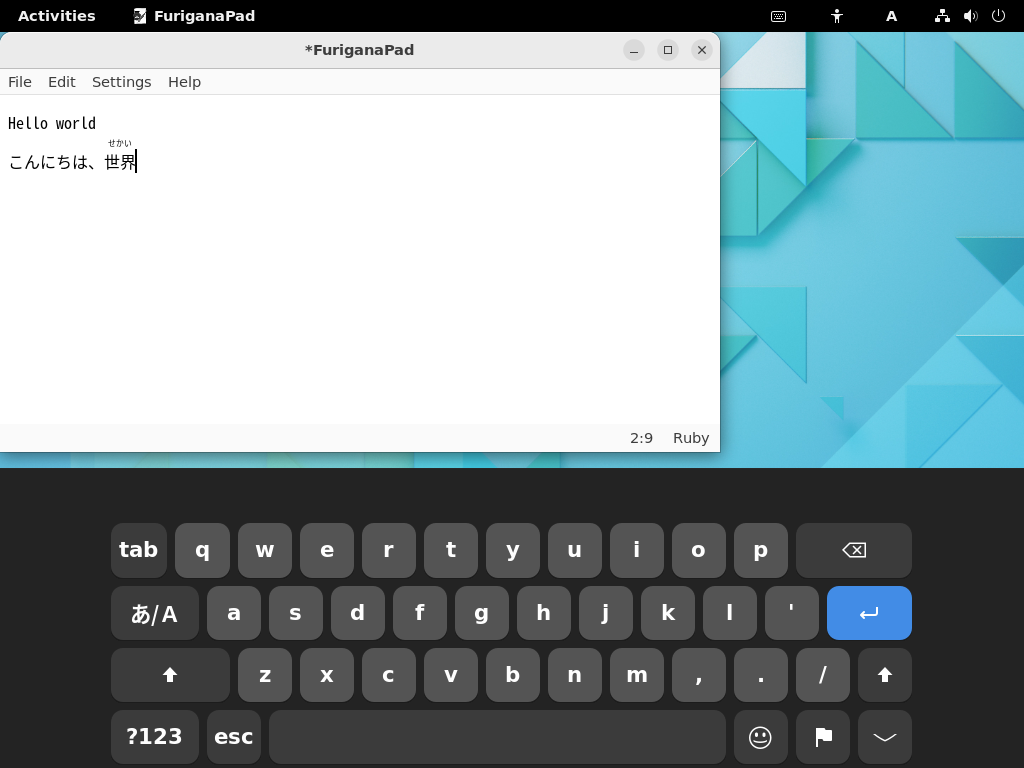 Activities FuriganaPad A
*FuriganaPad
File Edit Settings Help
Hello world
せかい
こんにちは、世界
2:9 Ruby
tab q w e r t y u i o p
あ/A a s d f g h j k l '
z x c v b n m , . /
?123 esc